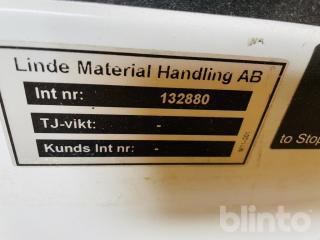 Linde Material Handling AB
Int nr: 132880
TJ-vikt: -
Kunds Int nr: -
to Stop
blinto